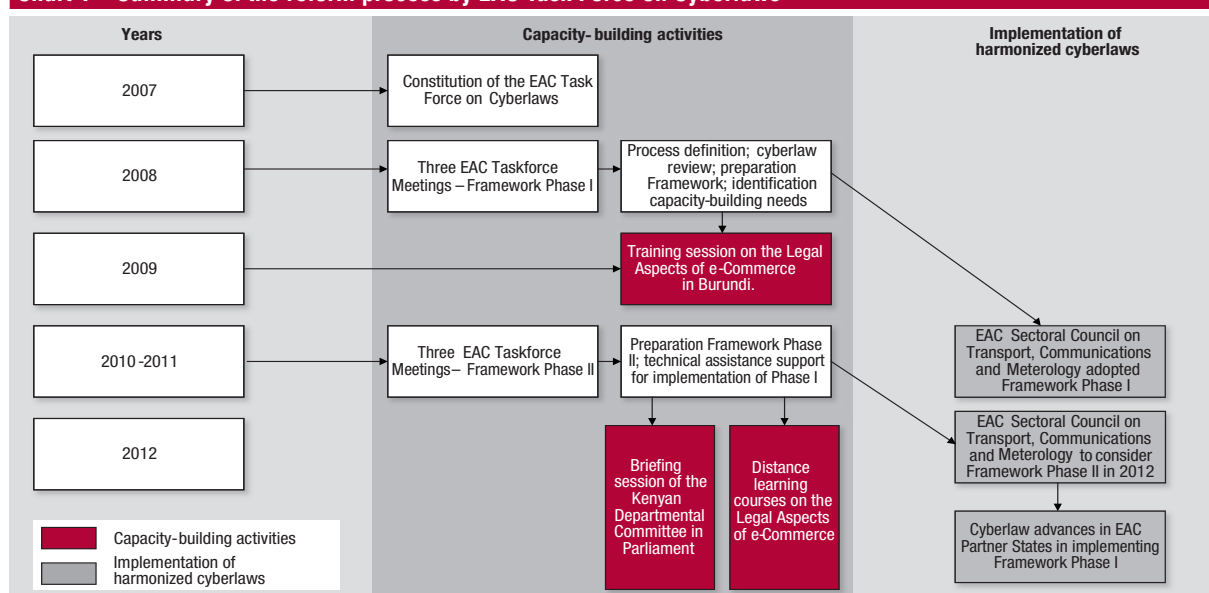 Years
Capacity- building activities
Implementation of
harmonized cyberlaws
2007
Constitution of the EAC Task
Force on Cyberlaws
2008
Three EAC Taskforce
Meetings – Framework Phase I
Process definition; cyberlaw
review; preparation
Framework; identification
capacity-building needs
2009
Training session on the Legal
Aspects of e-Commerce
in Burundi.
2010 -2011
Three EAC Taskforce
Meetings– Framework Phase II
Preparation Framework Phase
II; technical assistance support
for implementation of Phase I
EAC Sectoral Council on
Transport, Communications
and Meterology adopted
Framework Phase I
2012
Briefing
session of the
Kenyan
Departmental
Committee in
Parliament
Distance
learning
courses on the
Legal Aspects
of e-Commerce
EAC Sectoral Council on
Transport, Communications
and Meterology to consider
Framework Phase II in 2012
Cyberlaw advances in EAC
Partner States in implementing
Framework Phase I
Capacity- building activities
Implementation of
harmonized cyberlaws